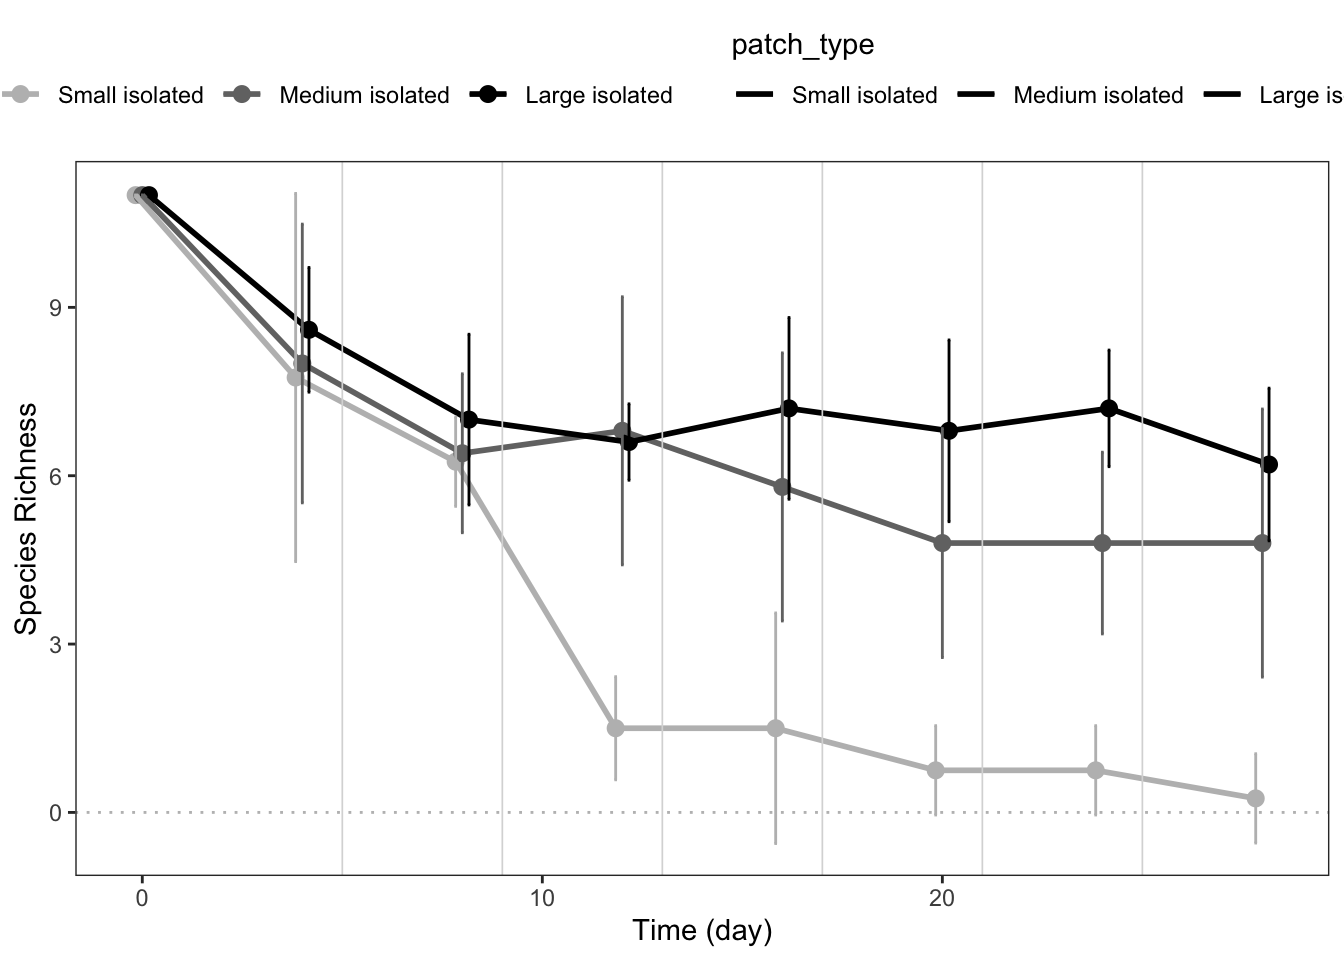 patch_type
Small isolated Medium isolated Large isolated Small isolated Medium isolated Large is
9
6
3
0
Species Richness
0 10 20
Time (day)